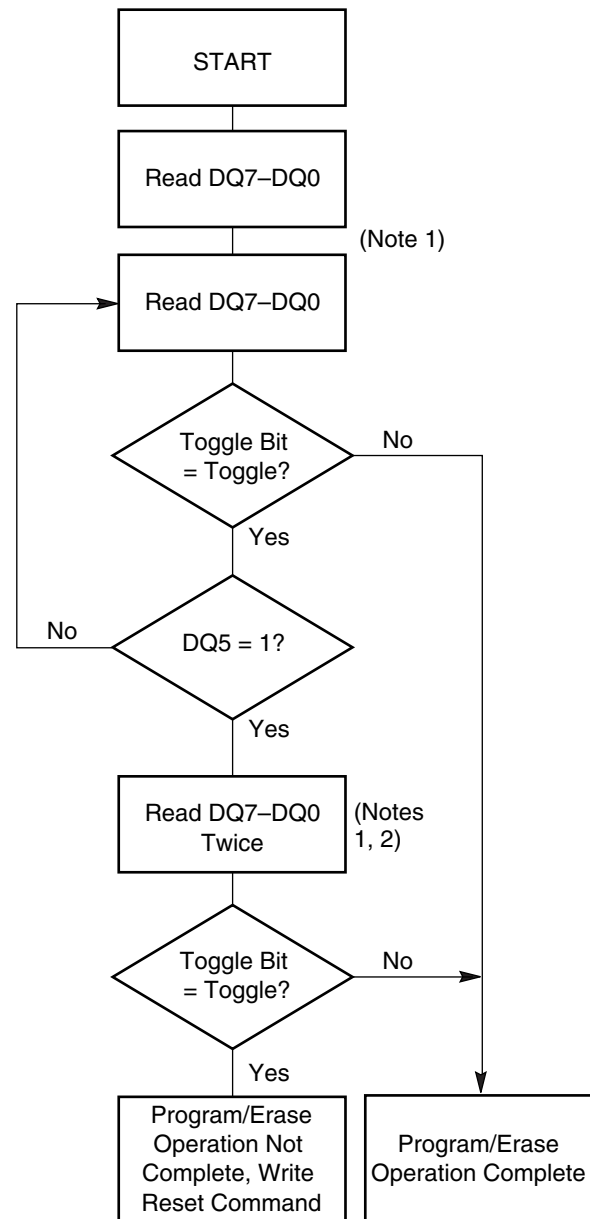 START
Read DQ7–DQ0
(Note 1)
Read DQ7–DQ0
Toggle Bit
= Toggle?
No
Yes
No
DQ5 = 1?
Yes
Read DQ7–DQ0
Twice
(Notes
1, 2)
Toggle Bit
= Toggle?
No
Yes
Program/Erase
Operation Not
Complete, Write
Reset Command
Program/Erase
Operation Complete